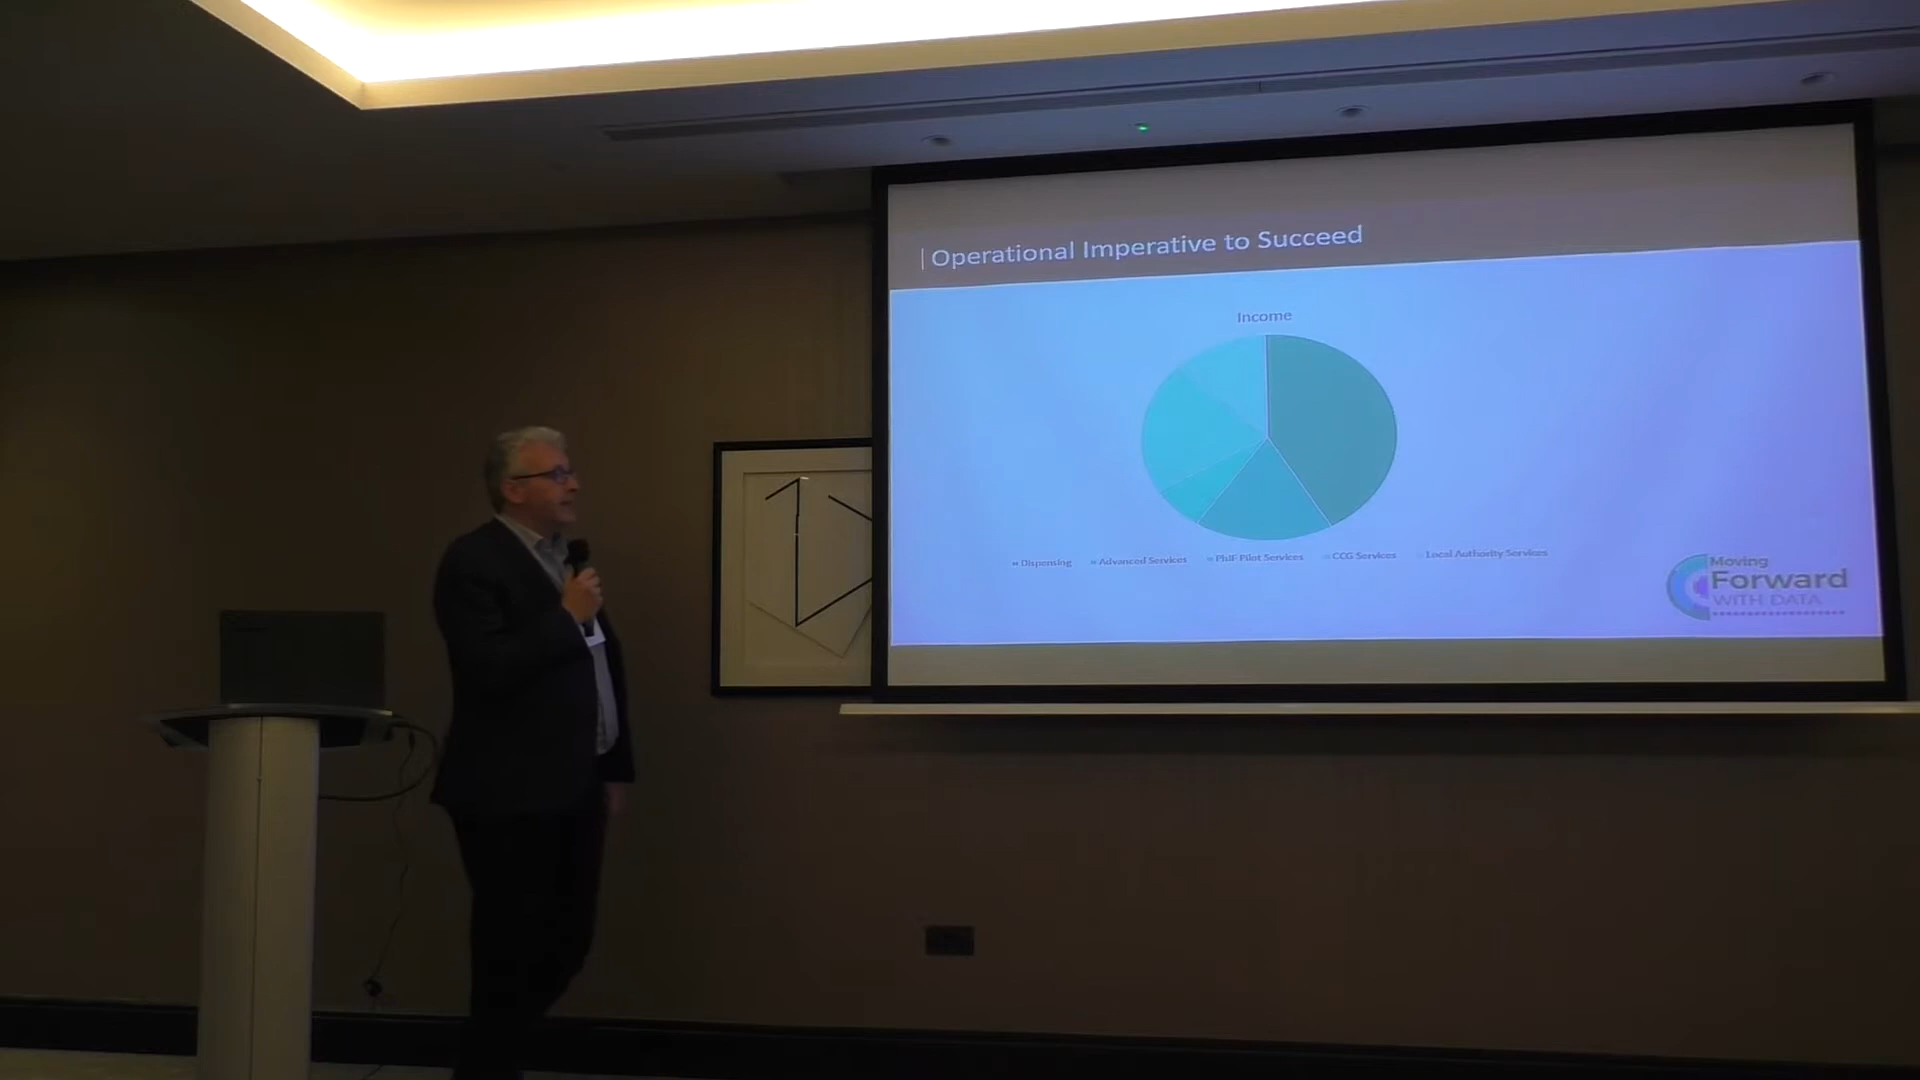 Operational Imperative to Succeed
Income
Dispensing Advanced Services PhIF Pilot Services CCG Services Local Authority Services
Moving
Forward
WITH DATA